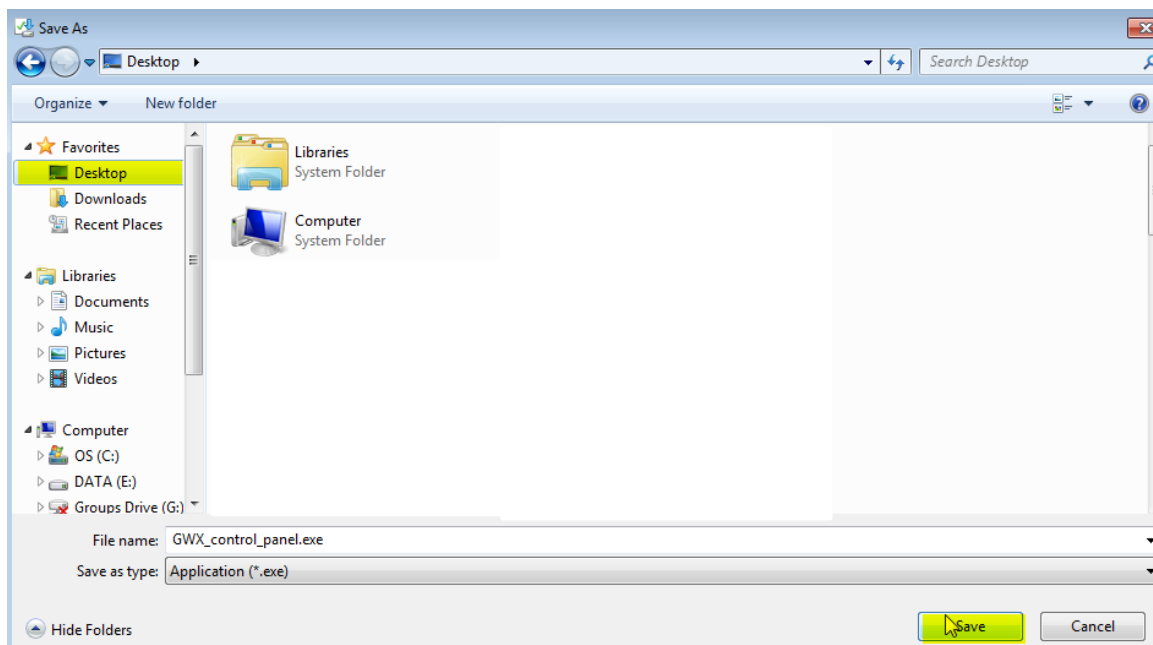 Save As
Desktop
Search Desktop
Organize
New folder
Favorites
Desktop
Downloads
Recent Places
Libraries
Documents
Music
Pictures
Videos
Computer
OS (C:)
DATA (E:)
Groups Drive (G:)
Libraries
System Folder
Computer
System Folder
File name: GWX_control_panel.exe
Save as type: Application (*.exe)
Hide Folders
Save
Cancel